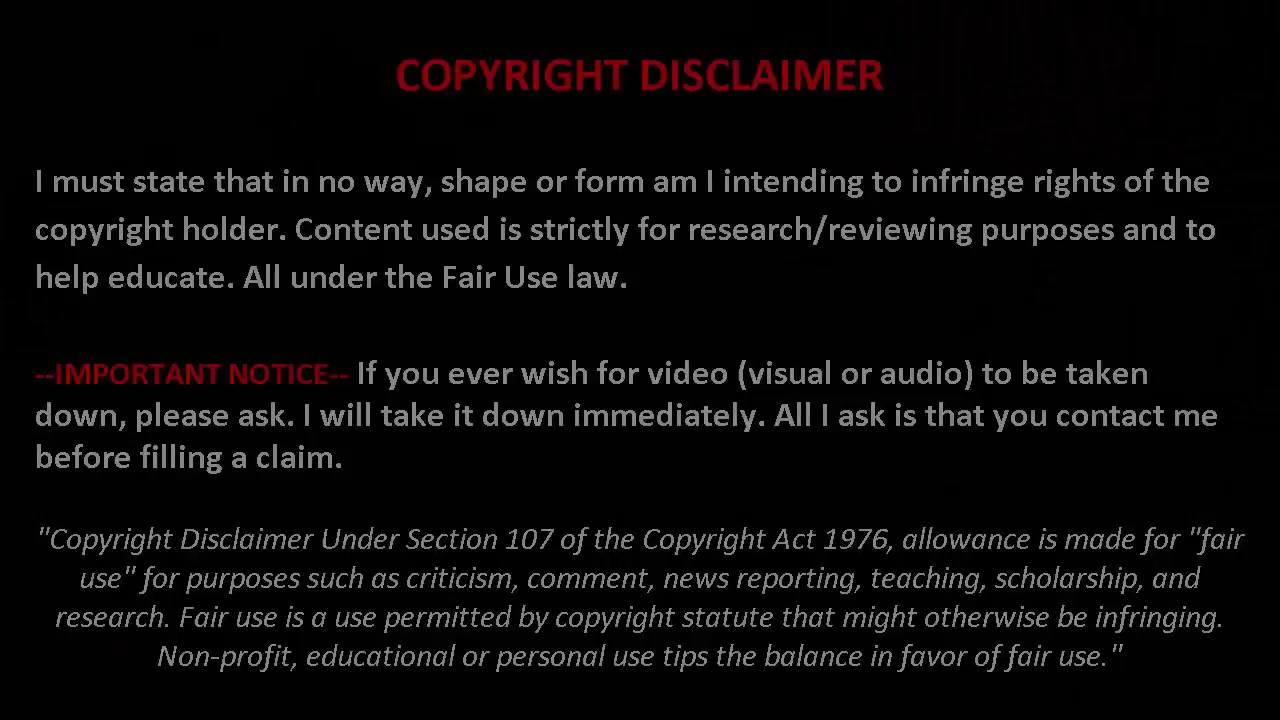 COPYRIGHT DISCLAIMER
I must state that in no way, shape or form am I intending to infringe rights of the
copyright holder. Content used is strictly for research/reviewing purposes and to
help educate. All under the Fair Use law.
--IMPORTANT NOTICE-- If you ever wish for video (visual or audio) to be taken
down, please ask. I will take it down immediately. All I ask is that you contact me
before filling a claim.
"Copyright Disclaimer Under Section 107 of the Copyright Act 1976, allowance is made for "fair
use" for purposes such as criticism, comment, news reporting, teaching, scholarship, and
research. Fair use is a use permitted by copyright statute that might otherwise be infringing.
Non-profit, educational or personal use tips the balance in favor of fair use."